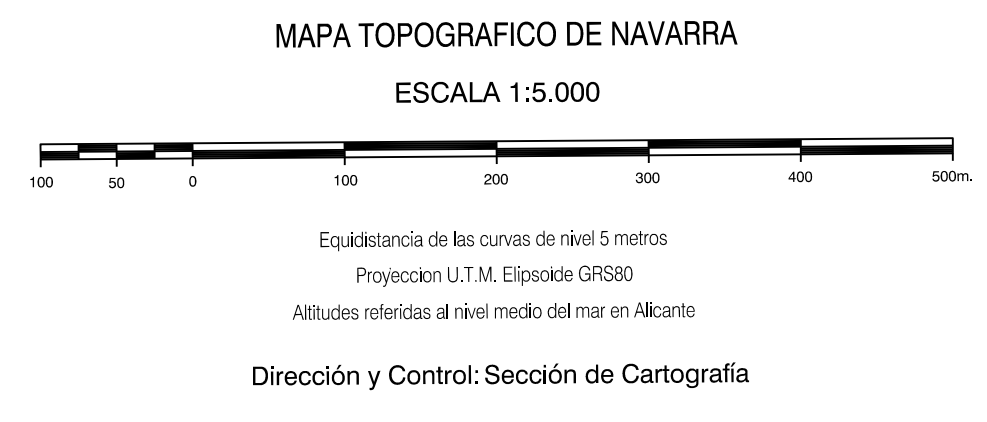 MAPA TOPOGRAFICO DE NAVARRA
ESCALA 1:5.000
100 50 0 100 200 300 400 500m.
Equidistancia de las curvas de nivel 5 metros
Proyeccion U.T.M. Elipsoide GRS80
Altitudes referidas al nivel medio del mar en Alicante
Dirección y Control: Sección de Cartografía